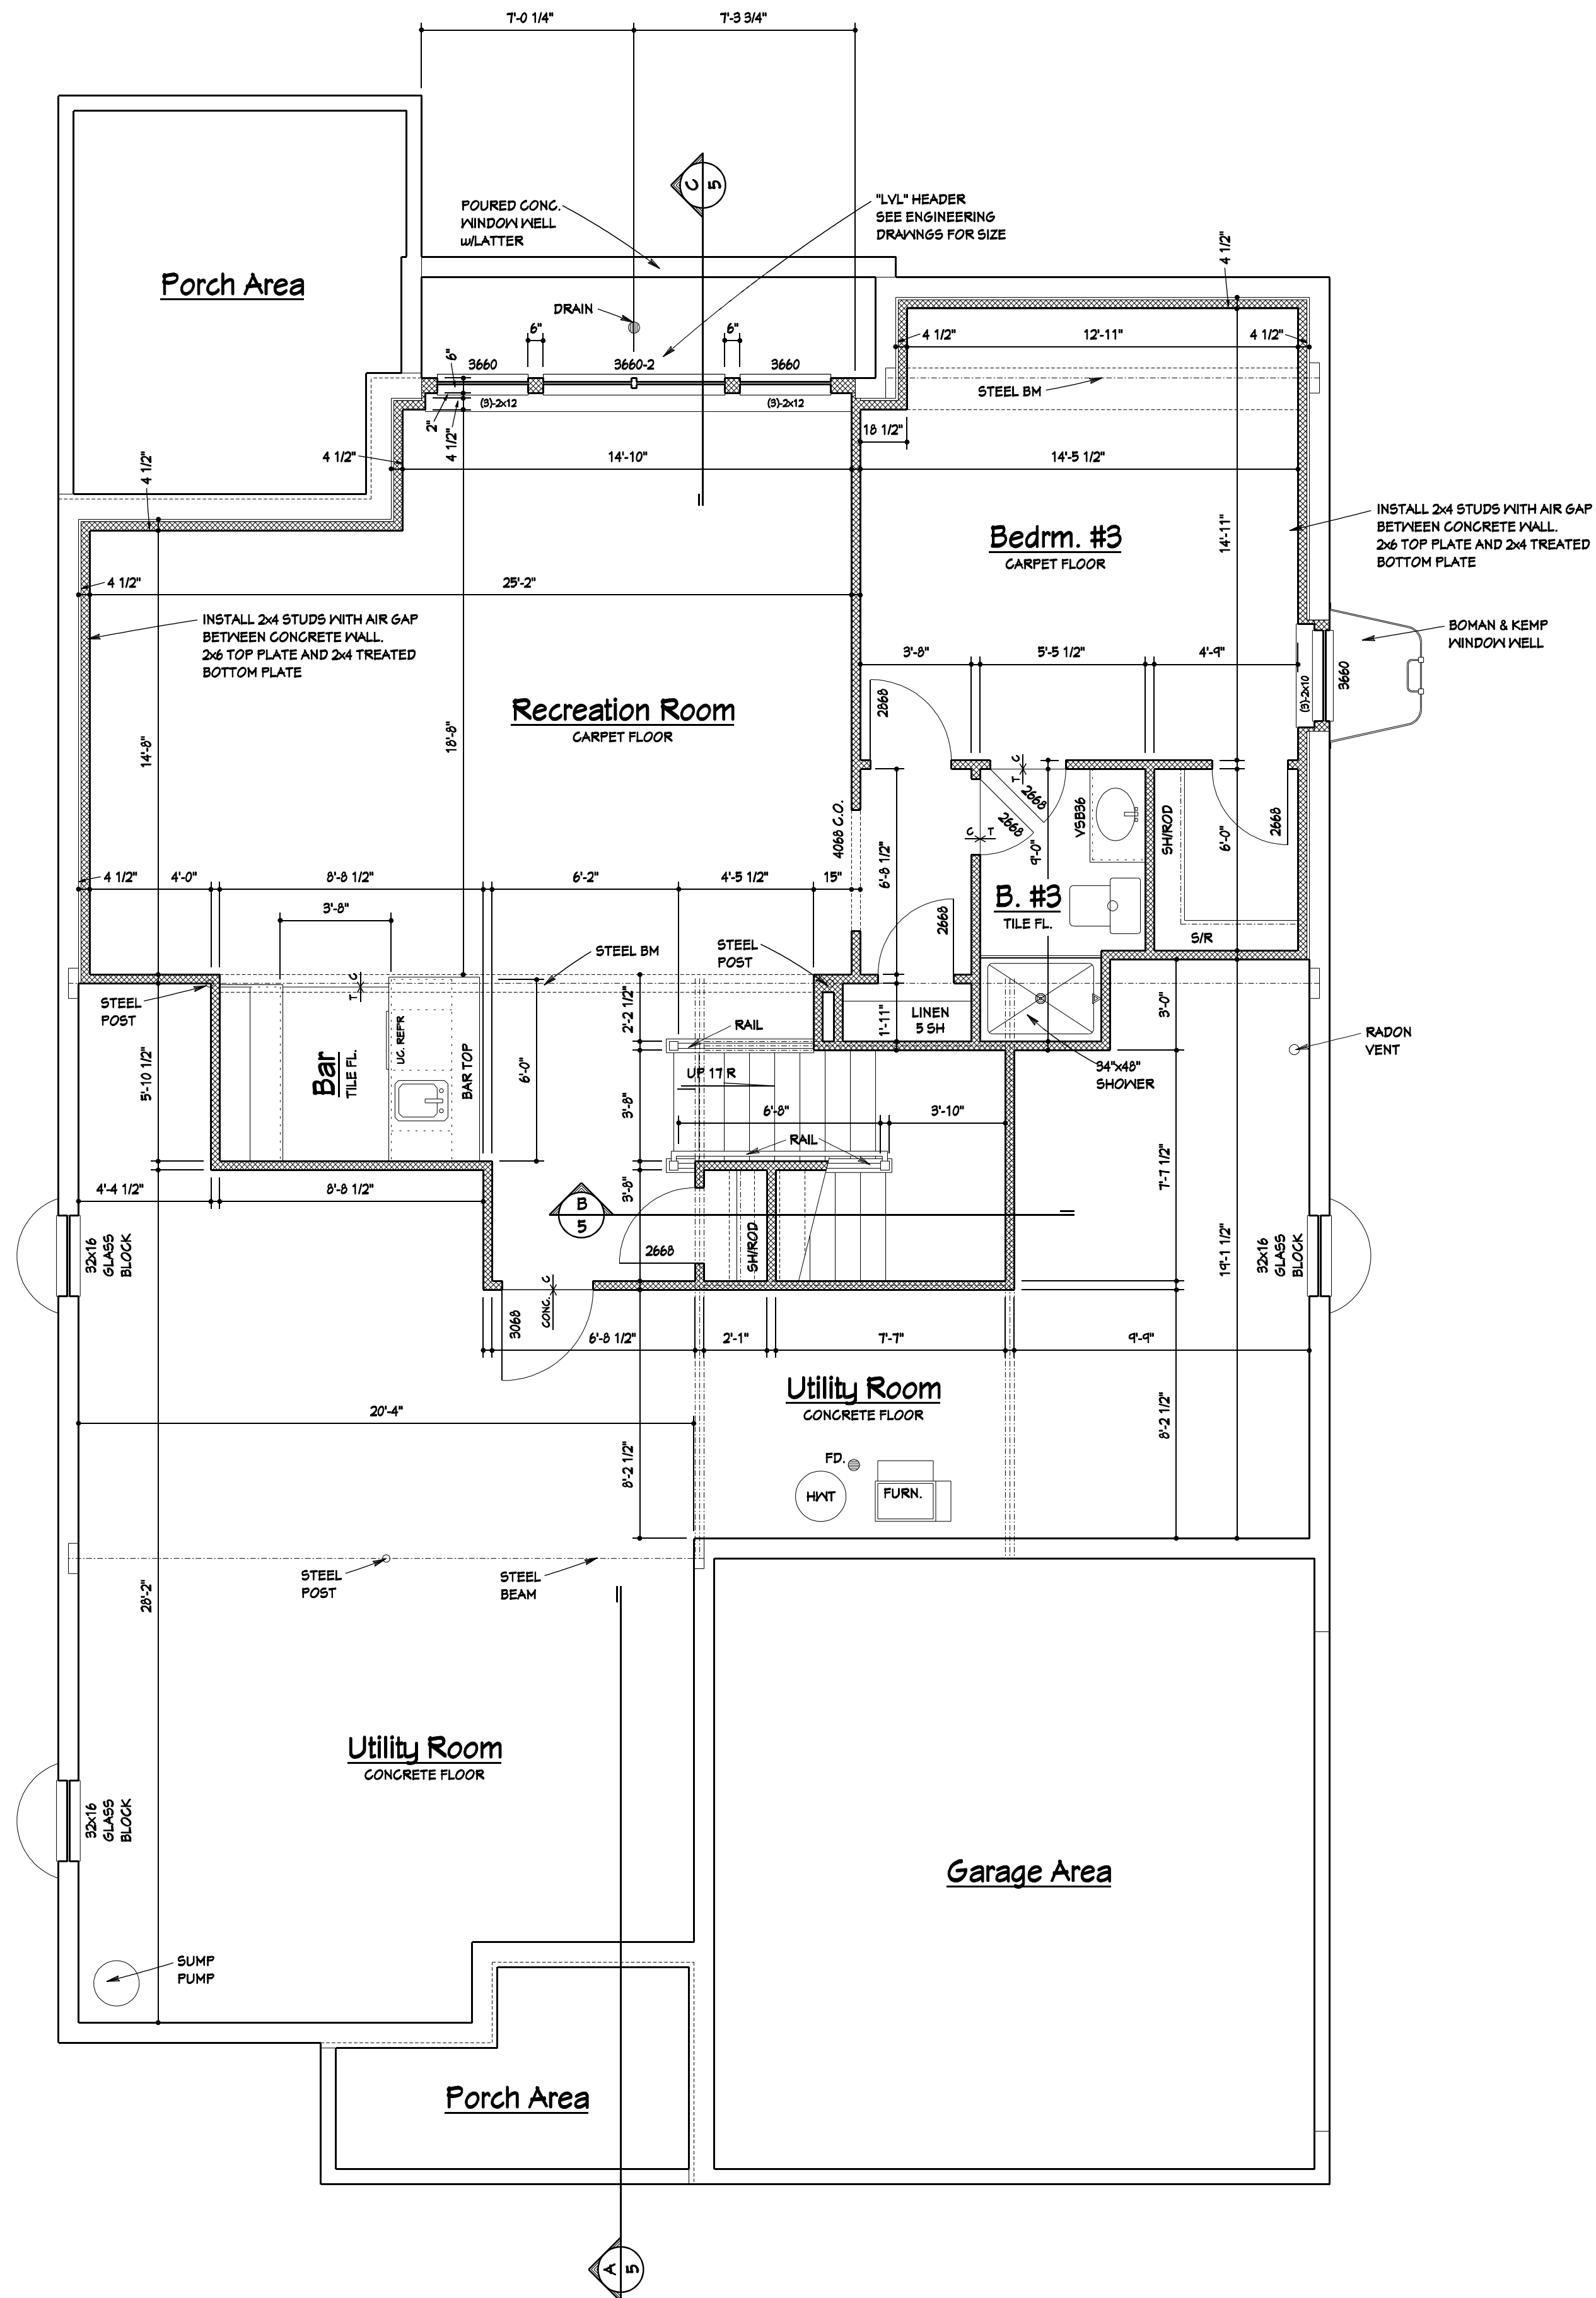 7'-0 1/4"
7'-3 3/4"
C
5
POURED CONC.
WINDOW WELL
w/LATTER
"LVL" HEADER
SEE ENGINEERING
DRAWNGS FOR SIZE
Porch Area
DRAIN
4 1/2"
6"
6"
4 1/2"
12'-11"
4 1/2"
6"
3660
3660-2
3660
STEEL BM
(3)-2x12
(3)-2x12
2"
4 1/2"
18 1/2"
4 1/2"
4 1/2"
14'-10"
14'-5 1/2"
INSTALL 2x4 STUDS WITH AIR GAP
BETWEEN CONCRETE WALL.
2x6 TOP PLATE AND 2x4 TREATED
BOTTOM PLATE
Bedrm. #3
CARPET FLOOR
14'-11"
4 1/2"
25'-2"
INSTALL 2x4 STUDS WITH AIR GAP
BETWEEN CONCRETE WALL.
2x6 TOP PLATE AND 2x4 TREATED
BOTTOM PLATE
BOMAN & KEMP
WINDOW WELL
3'-8"
5'-5 1/2"
4'-9"
3660
(3)-2x10
2868
Recreation Room
CARPET FLOOR
14'-8"
18'-8"
C
T
2668
2668
C T
VSB36
SH/ROD
6'-0"
2668
4068 C.O.
6'-8 1/2"
9'-0"
4 1/2"
4'-0"
8'-8 1/2"
6'-2"
4'-5 1/2"
15"
B. #3
TILE FL.
3'-8"
2668
S/R
STEEL BM
STEEL
POST
STEEL
POST
C
T
2'-2 1/2"
LINEN
5 SH
1'-11"
3'-0"
RAIL
RADON
VENT
Bar
TILE FL.
U.C. REFR
BAR TOP
6'-0"
5'-10 1/2"
UP 17 R
34"x48"
SHOWER
3'-8"
6'-8"
3'-10"
RAIL
4'-4 1/2"
8'-8 1/2"
3'-8"
7'-7 1/2"
B
5
32x16
GLASS
BLOCK
2668
SH/ROD
19'-1 1/2"
32x16
GLASS
BLOCK
3068
CONC.
C
6'-8 1/2"
2'-1"
7'-7"
9'-9"
Utility Room
CONCRETE FLOOR
20'-4"
8'-2 1/2"
8'-2 1/2"
FD.
HWT
FURN.
STEEL
POST
STEEL
BEAM
28'-2"
Utility Room
CONCRETE FLOOR
32x16
GLASS
BLOCK
Garage Area
SUMP
PUMP
Porch Area
A
5